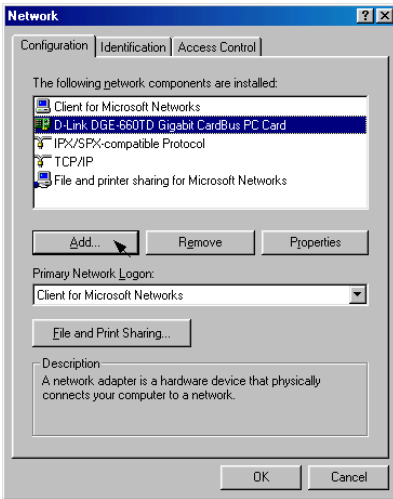 Network
Configuration Identification Access Control
The following network components are installed:
Client for Microsoft Networks
D-Link DGE-660TD Gigabit CardBus PC Card
IPX/SPX-compatible Protocol
TCP/IP
File and printer sharing for Microsoft Networks
Add... Remove Properties
Primary Network Logon:
Client for Microsoft Networks
File and Print Sharing...
Description
A network adapter is a hardware device that physically
connects your computer to a network.
OK Cancel